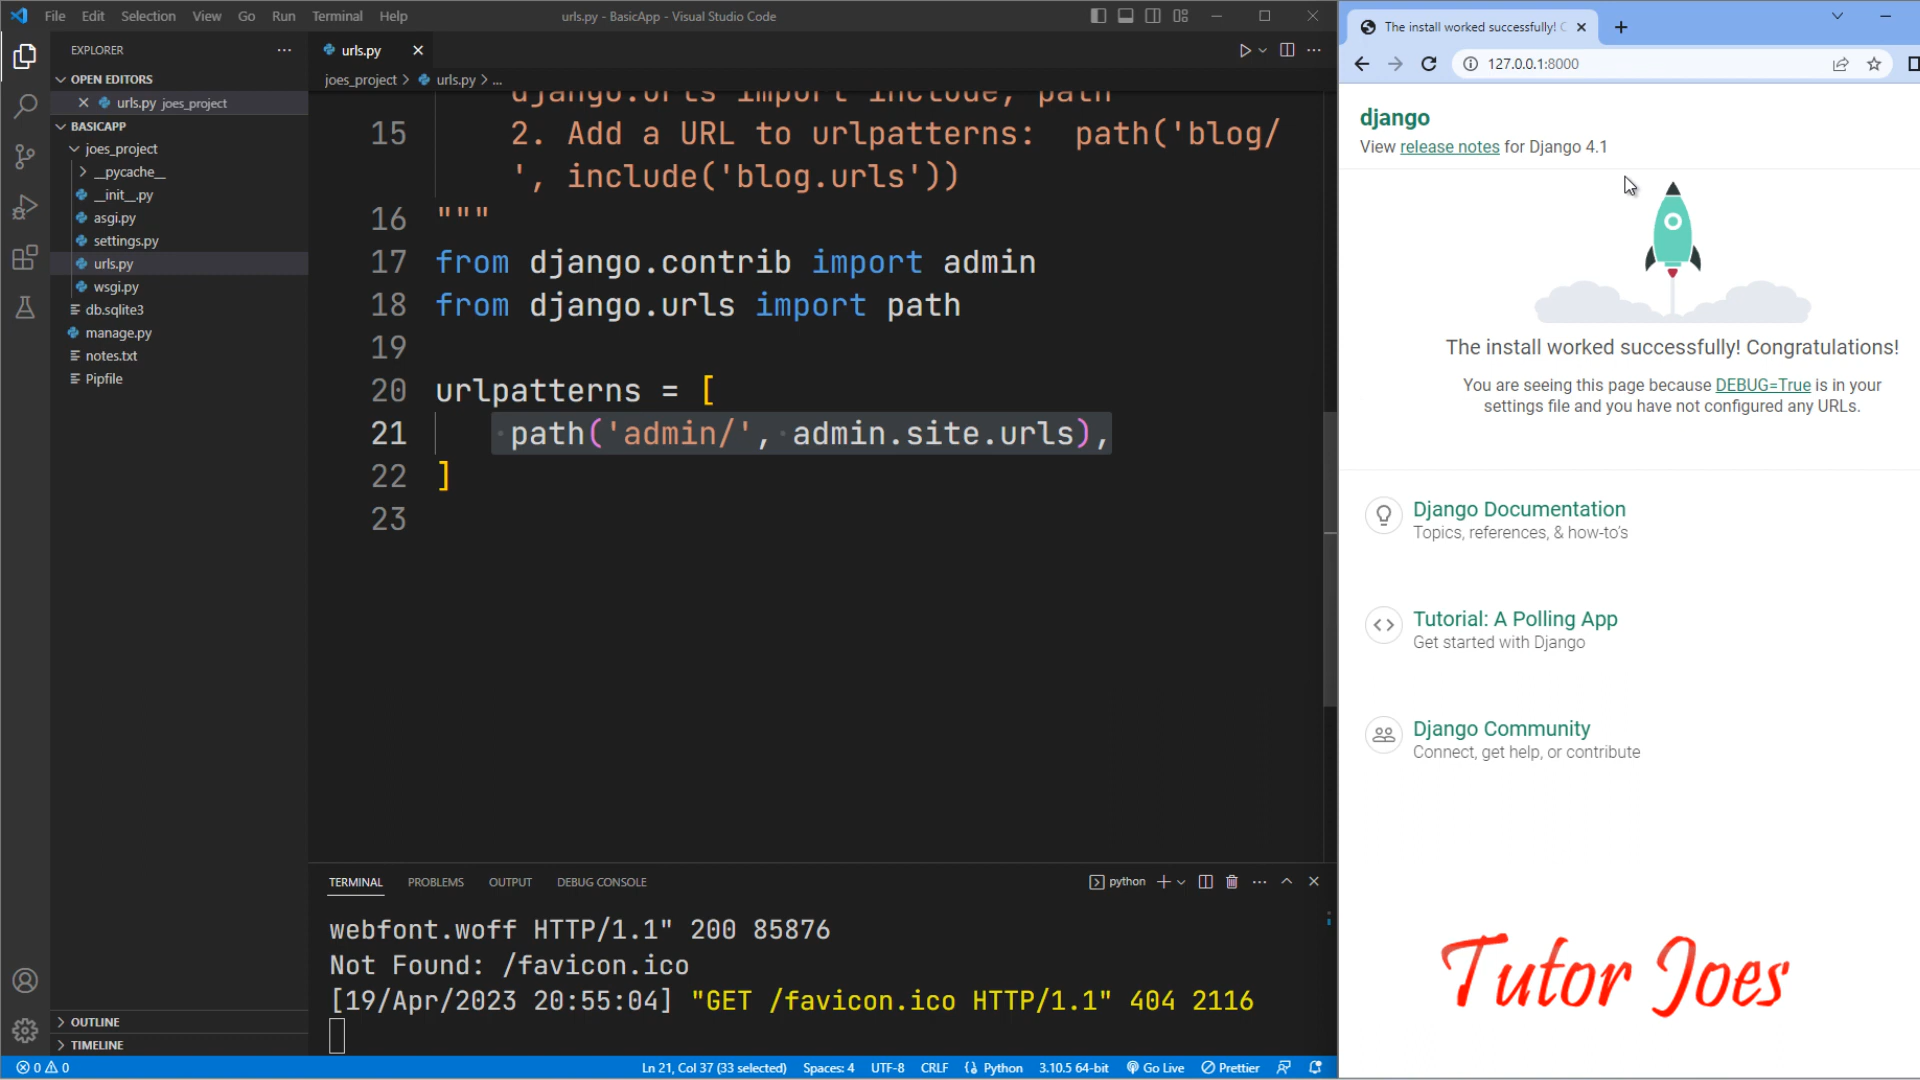 File Edit Selection View Go Run Terminal Help
urls.py - BasicApp - Visual Studio Code
EXPLORER
OPEN EDITORS
urls.py joes_project
BASICAPP
joes_project
__pycache__
__init__.py
asgi.py
settings.py
urls.py
wsgi.py
db.sqlite3
manage.py
notes.txt
Pipfile
OUTLINE
TIMELINE
urls.py
joes_project > urls.py > ...
django.urls import include, path
15 2. Add a URL to urlpatterns:  path('blog/
', include('blog.urls'))
16 """
17 from django.contrib import admin
18 from django.urls import path
19
20 urlpatterns = [
21 path('admin/', admin.site.urls),
22 ]
23
TERMINAL PROBLEMS OUTPUT DEBUG CONSOLE
python
webfont.woff HTTP/1.1" 200 85876
Not Found: /favicon.ico
[19/Apr/2023 20:55:04] "GET /favicon.ico HTTP/1.1" 404 2116
0 0
Ln 21, Col 37 (33 selected) Spaces: 4 UTF-8 CRLF Python 3.10.5 64-bit Go Live Prettier
The install worked successfully!
127.0.0.1:8000
django
View release notes for Django 4.1
The install worked successfully! Congratulations!
You are seeing this page because DEBUG=True is in your
settings file and you have not configured any URLs.
Django Documentation
Topics, references, & how-to's
Tutorial: A Polling App
Get started with Django
Django Community
Connect, get help, or contribute
Tutor Joes